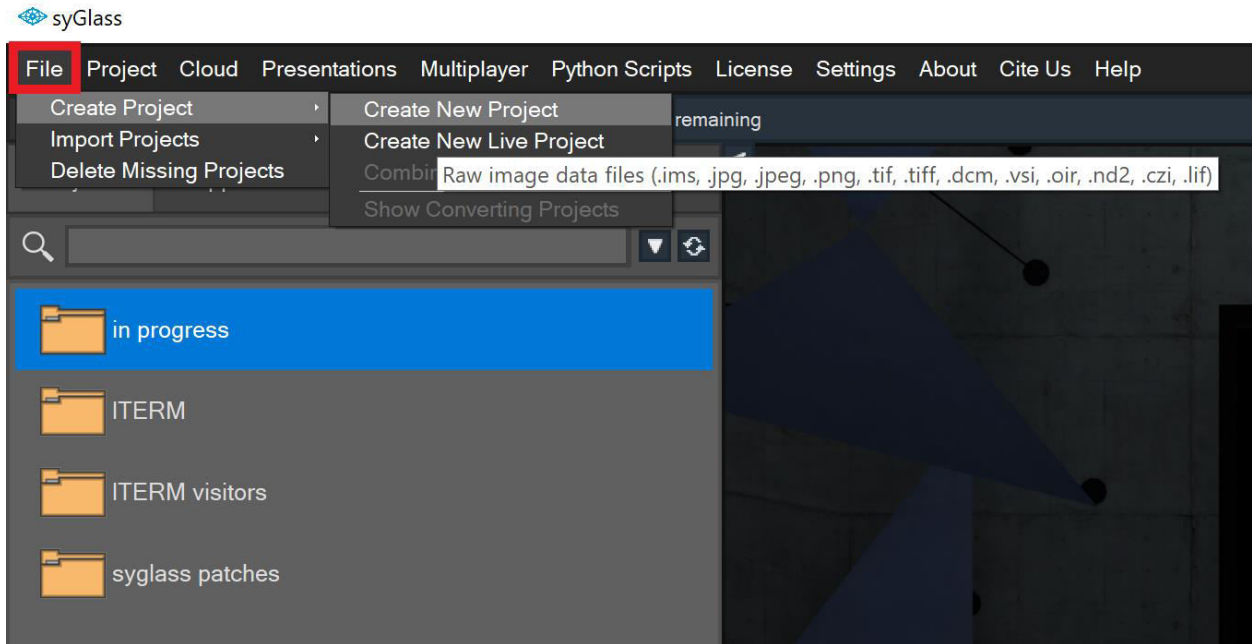 syGlass
File Project Cloud Presentations Multiplayer Python Scripts License Settings About Cite Us Help
Create Project
Import Projects
Delete Missing Projects
Create New Project
Create New Live Project
Combin
Show Converting Projects
remaining
Raw image data files (.ims, .jpg, .jpeg, .png, .tif, .tiff, .dcm, .vsi, .oir, .nd2, .czi, .lif)
in progress
ITERM
ITERM visitors
syglass patches